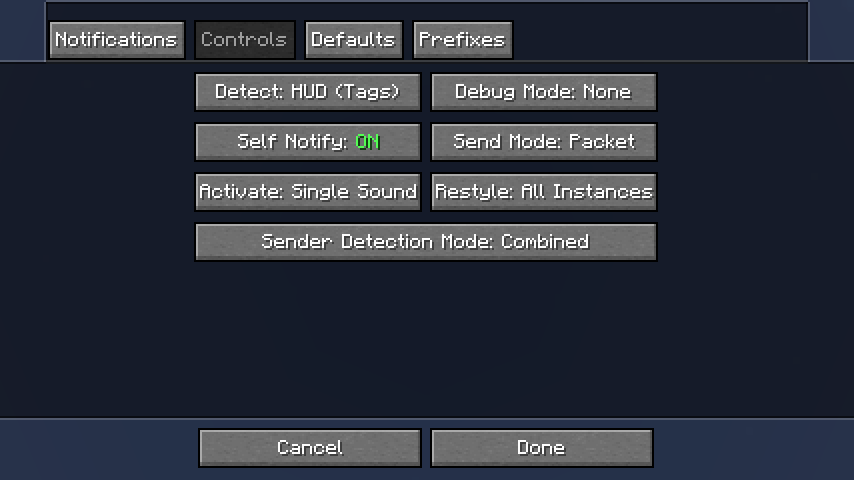 Notifications Controls Defaults Prefixes
Detect: HUD (Tags) Debug Mode: None
Self Notify: ON Send Mode: Packet
Activate: Single Sound Restyle: All Instances
Sender Detection Mode: Combined
Cancel Done